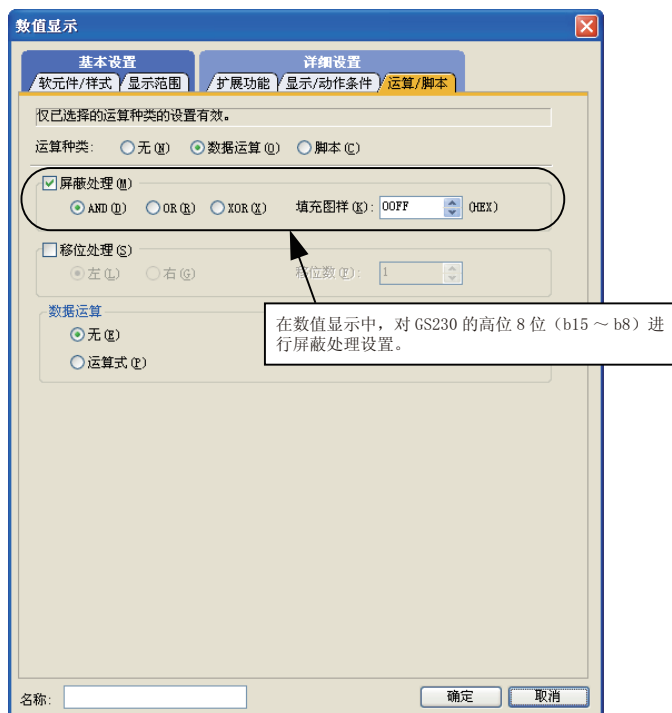 数值显示
基本设置
详细设置
软元件/样式
显示范围
扩展功能
显示/动作条件
运算/脚本
仅已选择的运算种类的设置有效。
运算种类: 无(N) 数据运算(O) 脚本(C)
屏蔽处理(M)
AND(D) OR(R) XOR(X) 填充图样(K): 00FF (HEX)
移位处理(S)
左(L) 右(G) 移位数(F): 1
数据运算
无(E)
运算式(P)
在数值显示中，对 GS230 的高位 8 位（b15 ～ b8）进
行屏蔽处理设置。
名称:
确定
取消